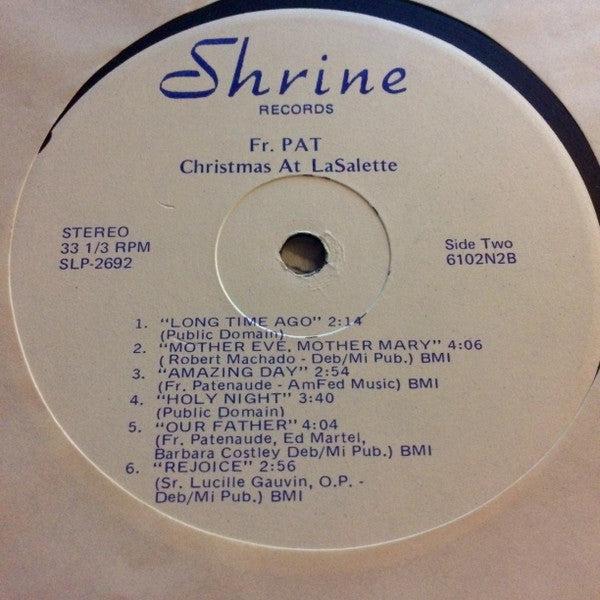 Shrine
RECORDS
Fr. PAT
Christmas At LaSalette
STEREO
33 1/3 RPM
SLP-2692
Side Two
6102N2B
1. "LONG TIME AGO" 2:14
(Public Domain)
2. "MOTHER EVE, MOTHER MARY" 4:06
( Robert Machado - Deb/Mi Pub.) BMI
3. "AMAZING DAY" 2:54
(Fr. Patenaude - AmFed Music) BMI
4. "HOLY NIGHT" 3:40
(Public Domain)
5. "OUR FATHER" 4:04
(Fr. Patenaude, Ed Martel,
Barbara Costley Deb/Mi Pub.) BMI
6. "REJOICE" 2:56
(Sr. Lucille Gauvin, O.P. -
Deb/Mi Pub.) BMI